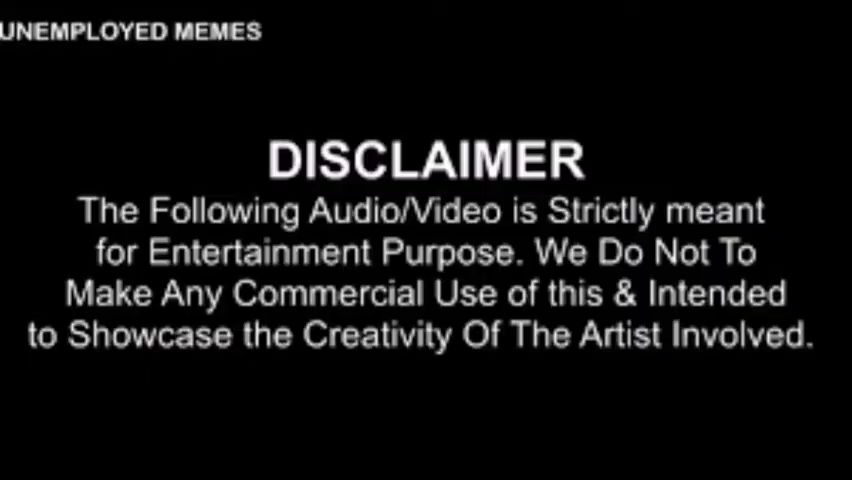 UNEMPLOYED MEMES
DISCLAIMER
The Following Audio/Video is Strictly meant
for Entertainment Purpose. We Do Not To
Make Any Commercial Use of this & Intended
to Showcase the Creativity Of The Artist Involved.